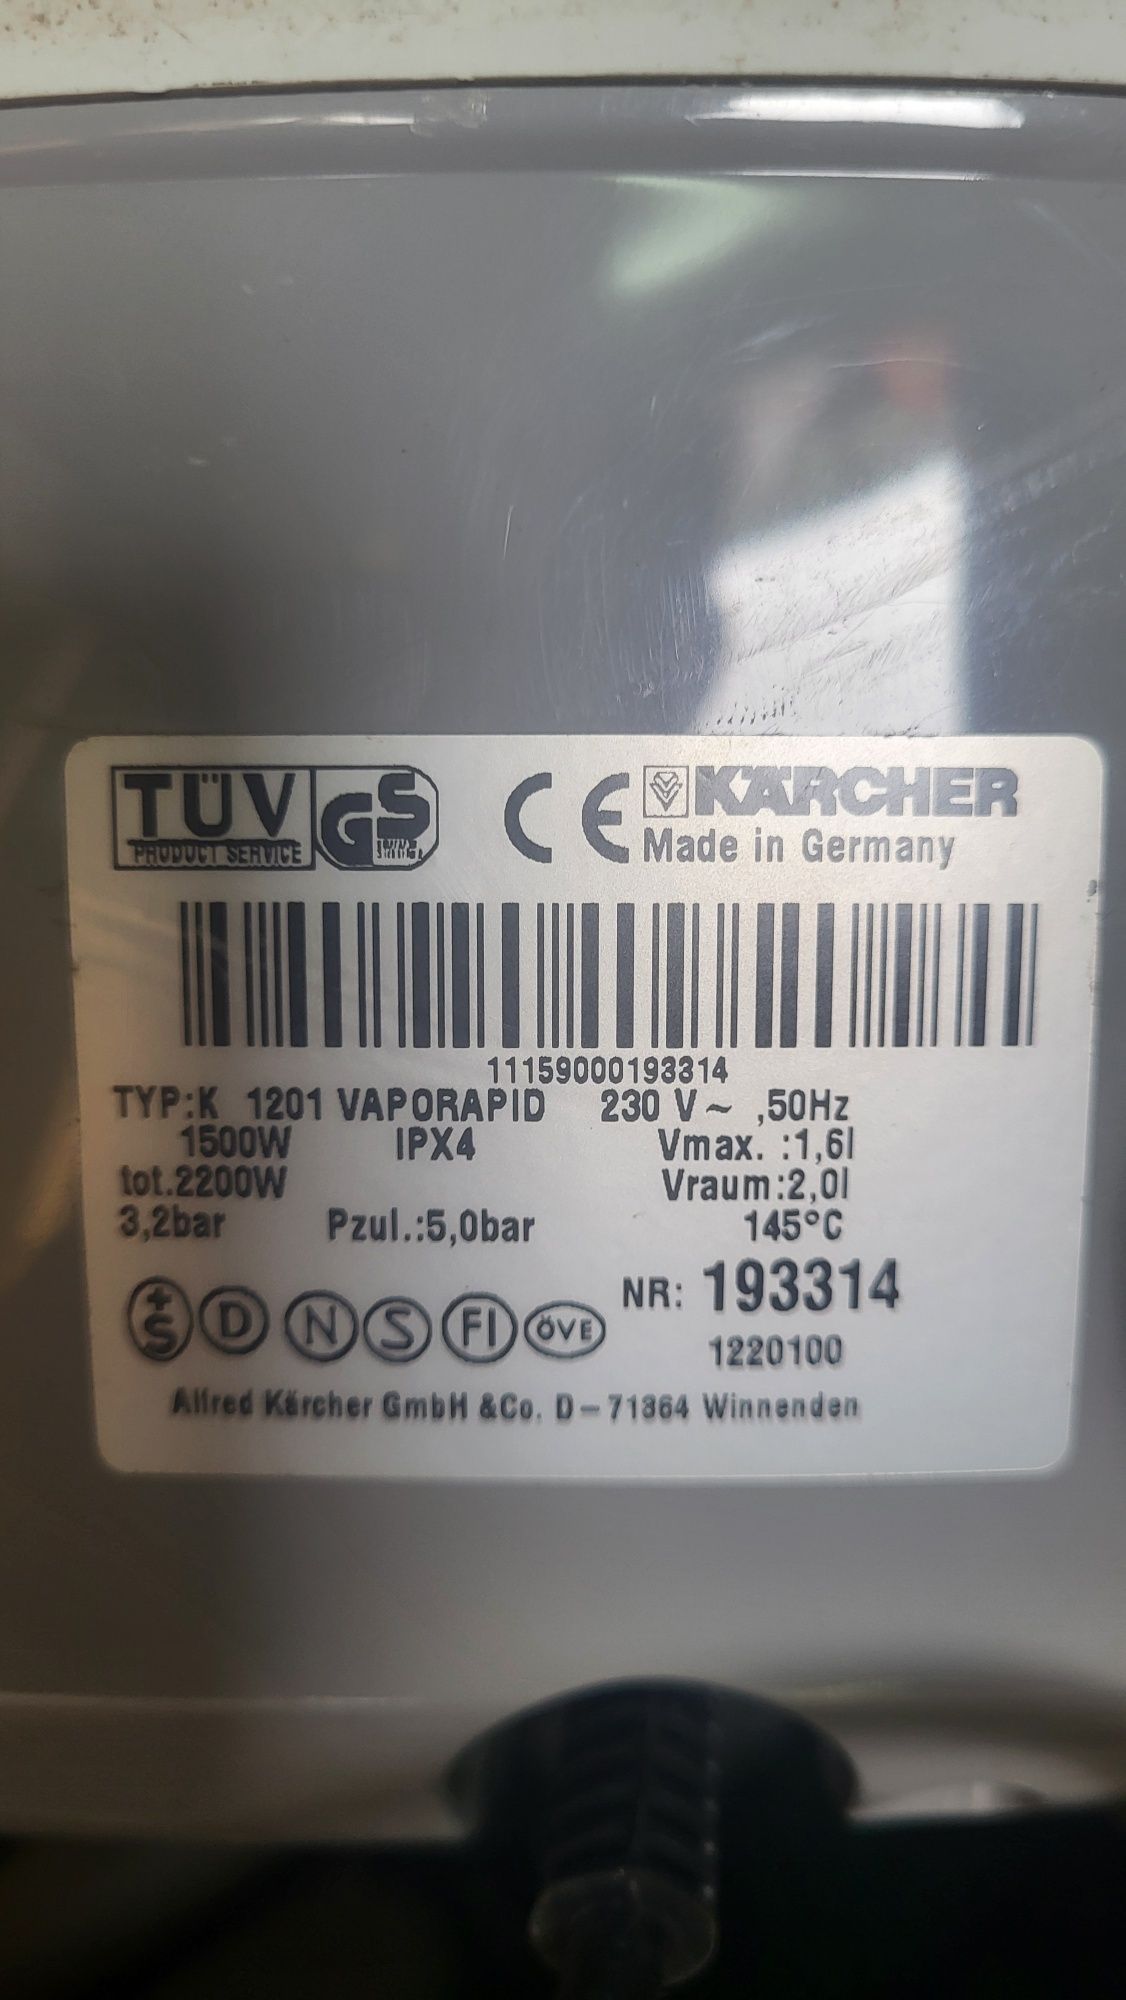 TÜV GS CE KÄRCHER
PRODUCT SERVICE Made in Germany
11159000193314
TYP:K 1201 VAPORAPID 230 V~ ,50Hz
1500W IPX4 Vmax. :1,6l
tot.2200W Vraum:2,0l
3,2bar Pzul.:5,0bar 145°C
NR: 193314
+S D N S FI ÖVE
1220100
Alfred Kärcher GmbH &Co. D-71364 Winnenden